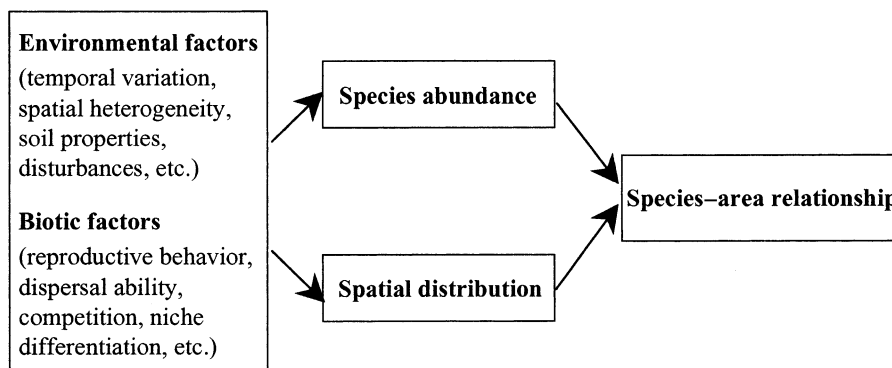 Environmental factors
(temporal variation,
spatial heterogeneity,
soil properties,
disturbances, etc.)
Biotic factors
(reproductive behavior,
dispersal ability,
competition, niche
differentiation, etc.)
Species abundance
Spatial distribution
Species–area relationship